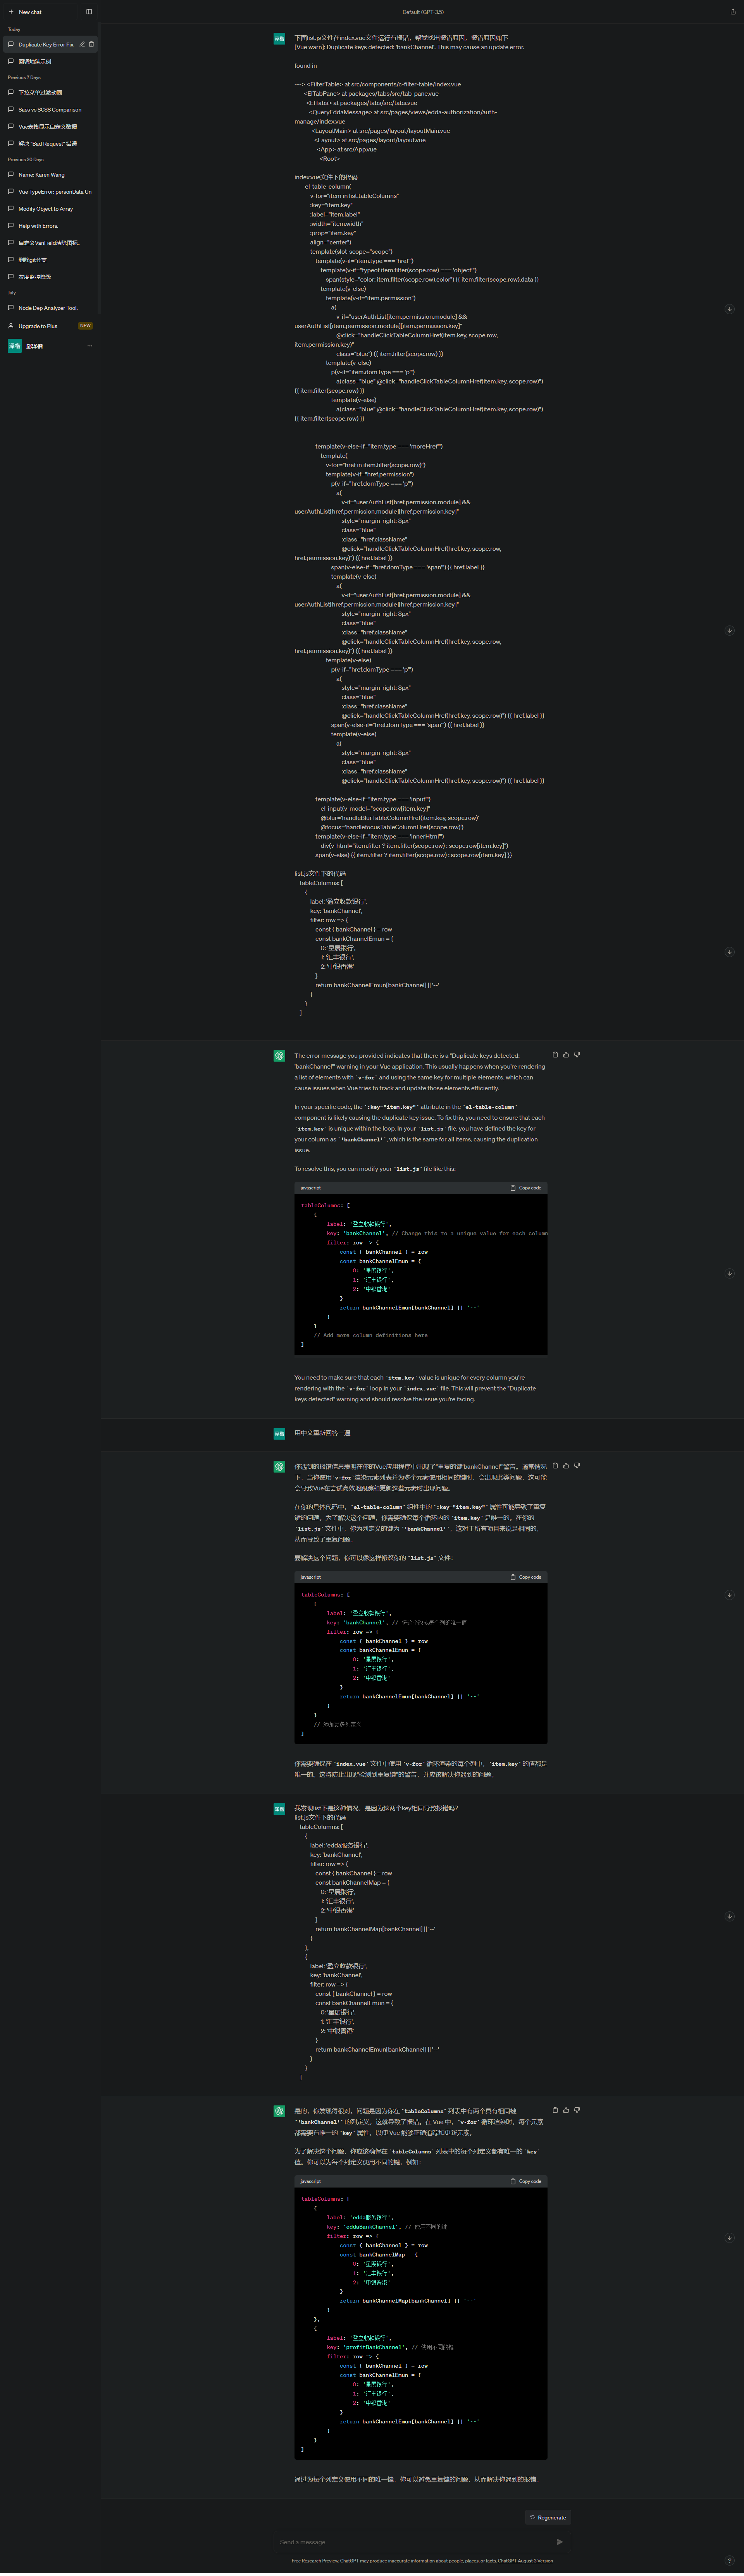 New chat
Default (GPT-3.5)
Today
Duplicate Key Error Fix
回调地狱示例
Previous 7 Days
下拉菜单过渡动画
Sass vs SCSS Comparison
Vue表格显示自定义数据
解决 "Bad Request" 错误
Previous 30 Days
Name: Karen Wang
Vue TypeError: personData Un
Modify Object to Array
Help with Errors.
自定义VanField清除图标。
删除git分支
灰度监控降级
July
Node Dep Analyzer Tool.
Upgrade to Plus
NEW
泽楷
下面list.js文件在index.vue文件运行有报错，帮我找出报错原因，报错原因如下
[Vue warn]: Duplicate keys detected: 'bankChannel'. This may cause an update error.
found in
---> <FilterTable> at src/components/c-filter-table/index.vue
<ElTabPane> at packages/tabs/src/tab-pane.vue
<ElTabs> at packages/tabs/src/tabs.vue
<QueryEddaMessage> at src/pages/views/edda-authorization/auth-
manage/index.vue
<LayoutMain> at src/pages/layout/layoutMain.vue
<Layout> at src/pages/layout/layout.vue
<App> at src/App.vue
<Root>
index.vue文件下的代码
el-table-column(
v-for="item in list.tableColumns"
:key="item.key"
:label="item.label"
:width="item.width"
:prop="item.key"
align="center")
template(slot-scope="scope")
template(v-if="item.type === 'href'")
template(v-if="typeof item.filter(scope.row) === 'object'")
span(style="color: item.filter(scope.row).color") {{ item.filter(scope.row).data }}
template(v-else)
template(v-if="item.permission")
a(
v-if="userAuthList[item.permission.module] &&
userAuthList[item.permission.module][item.permission.key]"
@click="handleClickTableColumnHref(item.key, scope.row,
item.permission.key)"
class="blue") {{ item.filter(scope.row) }}
template(v-else)
p(v-if="item.domType === 'p'")
a(class="blue" @click="handleClickTableColumnHref(item.key, scope.row)")
{{ item.filter(scope.row) }}
template(v-else)
a(class="blue" @click="handleClickTableColumnHref(item.key, scope.row)")
{{ item.filter(scope.row) }}
template(v-else-if="item.type === 'moreHref'")
template(
v-for="href in item.filter(scope.row)")
template(v-if="href.permission")
p(v-if="href.domType === 'p'")
a(
v-if="userAuthList[href.permission.module] &&
userAuthList[href.permission.module][href.permission.key]"
style="margin-right: 8px"
class="blue"
:class="href.className"
@click="handleClickTableColumnHref(href.key, scope.row,
href.permission.key)") {{ href.label }}
span(v-else-if="href.domType === 'span'") {{ href.label }}
template(v-else)
a(
v-if="userAuthList[href.permission.module] &&
userAuthList[href.permission.module][href.permission.key]"
style="margin-right: 8px"
class="blue"
:class="href.className"
@click="handleClickTableColumnHref(href.key, scope.row,
href.permission.key)") {{ href.label }}
template(v-else)
p(v-if="href.domType === 'p'")
a(
style="margin-right: 8px"
class="blue"
:class="href.className"
@click="handleClickTableColumnHref(href.key, scope.row)") {{ href.label }}
span(v-else-if="href.domType === 'span'") {{ href.label }}
template(v-else)
a(
style="margin-right: 8px"
class="blue"
:class="href.className"
@click="handleClickTableColumnHref(href.key, scope.row)") {{ href.label }}
template(v-else-if="item.type === 'input'")
el-input(v-model="scope.row[item.key]"
@blur='handleBlurTableColumnHref(item.key, scope.row)'
@focus='handlefocusTableColumnHref(scope.row)')
template(v-else-if="item.type === 'innerHtml'")
div(v-html="item.filter ? item.filter(scope.row) : scope.row[item.key]")
span(v-else) {{ item.filter ? item.filter(scope.row) : scope.row[item.key] }}
list.js文件下的代码
tableColumns: [
{
label: '盈立收款银行',
key: 'bankChannel',
filter: row => {
const { bankChannel } = row
const bankChannelEmun = {
0: '星展银行',
1: '汇丰银行',
2: '中银香港'
}
return bankChannelEmun[bankChannel] || '--'
}
}
]
The error message you provided indicates that there is a "Duplicate keys detected:
'bankChannel'" warning in your Vue application. This usually happens when you're rendering
a list of elements with `v-for` and using the same key for multiple elements, which can
cause issues when Vue tries to track and update those elements efficiently.
In your specific code, the `:key="item.key"` attribute in the `el-table-column`
component is likely causing the duplicate key issue. To fix this, you need to ensure that each
`item.key` is unique within the loop. In your `list.js` file, you have defined the key for
your column as `'bankChannel'`, which is the same for all items, causing the duplication
issue.
To resolve this, you can modify your `list.js` file like this:
javascript
Copy code
tableColumns: [
{
label: '盈立收款银行',
key: 'bankChannel', // Change this to a unique value for each column
filter: row => {
const { bankChannel } = row
const bankChannelEmun = {
0: '星展银行',
1: '汇丰银行',
2: '中银香港'
}
return bankChannelEmun[bankChannel] || '--'
}
}
// Add more column definitions here
]
You need to make sure that each `item.key` value is unique for every column you're
rendering with the `v-for` loop in your `index.vue` file. This will prevent the "Duplicate
keys detected" warning and should resolve the issue you're facing.
泽楷
用中文重新回答一遍
你遇到的报错信息表明在你的Vue应用程序中出现了“重复的键'bankChannel'”警告。通常情况
下，当你使用`v-for`渲染元素列表并为多个元素使用相同的键时，会出现此类问题，这可能
会导致Vue在尝试高效地跟踪和更新这些元素时出现问题。
在你的具体代码中，`el-table-column`组件中的`:key="item.key"`属性可能导致了重复
键的问题。为了解决这个问题，你需要确保每个循环内的`item.key`是唯一的。在你的
`list.js`文件中，你为列定义的键为`'bankChannel'`，这对于所有项目来说是相同的，
从而导致了重复问题。
要解决这个问题，你可以像这样修改你的`list.js`文件：
javascript
Copy code
tableColumns: [
{
label: '盈立收款银行',
key: 'bankChannel', // 将这个改成每个列的唯一值
filter: row => {
const { bankChannel } = row
const bankChannelEmun = {
0: '星展银行',
1: '汇丰银行',
2: '中银香港'
}
return bankChannelEmun[bankChannel] || '--'
}
}
// 添加更多列定义
]
你需要确保在`index.vue`文件中使用`v-for`循环渲染的每个列中，`item.key`的值都是
唯一的。这将防止出现“检测到重复键”的警告，并应该解决你遇到的问题。
泽楷
我发现list下是这种情况，是因为这两个key相同导致报错吗？
list.js文件下的代码
tableColumns: [
{
label: 'edda服务银行',
key: 'bankChannel',
filter: row => {
const { bankChannel } = row
const bankChannelMap = {
0: '星展银行',
1: '汇丰银行',
2: '中银香港'
}
return bankChannelMap[bankChannel] || '--'
}
},
{
label: '盈立收款银行',
key: 'bankChannel',
filter: row => {
const { bankChannel } = row
const bankChannelEmun = {
0: '星展银行',
1: '汇丰银行',
2: '中银香港'
}
return bankChannelEmun[bankChannel] || '--'
}
}
]
是的，你发现得很对。问题是因为你在`tableColumns`列表中有两个具有相同键
`'bankChannel'`的列定义，这就导致了报错。在 Vue 中，`v-for`循环渲染时，每个元素
都需要有唯一的`key`属性，以便 Vue 能够正确追踪和更新元素。
为了解决这个问题，你应该确保在`tableColumns`列表中的每个列定义都有唯一的`key`
值。你可以为每个列定义使用不同的键，例如：
javascript
Copy code
tableColumns: [
{
label: 'edda服务银行',
key: 'eddaBankChannel', // 使用不同的键
filter: row => {
const { bankChannel } = row
const bankChannelMap = {
0: '星展银行',
1: '汇丰银行',
2: '中银香港'
}
return bankChannelMap[bankChannel] || '--'
}
},
{
label: '盈立收款银行',
key: 'profitBankChannel', // 使用不同的键
filter: row => {
const { bankChannel } = row
const bankChannelEmun = {
0: '星展银行',
1: '汇丰银行',
2: '中银香港'
}
return bankChannelEmun[bankChannel] || '--'
}
}
]
通过为每个列定义使用不同的唯一键，你可以避免重复键的问题，从而解决你遇到的报错。
Regenerate
Send a message
Free Research Preview. ChatGPT may produce inaccurate information about people, places, or facts. ChatGPT August 3 Version
?